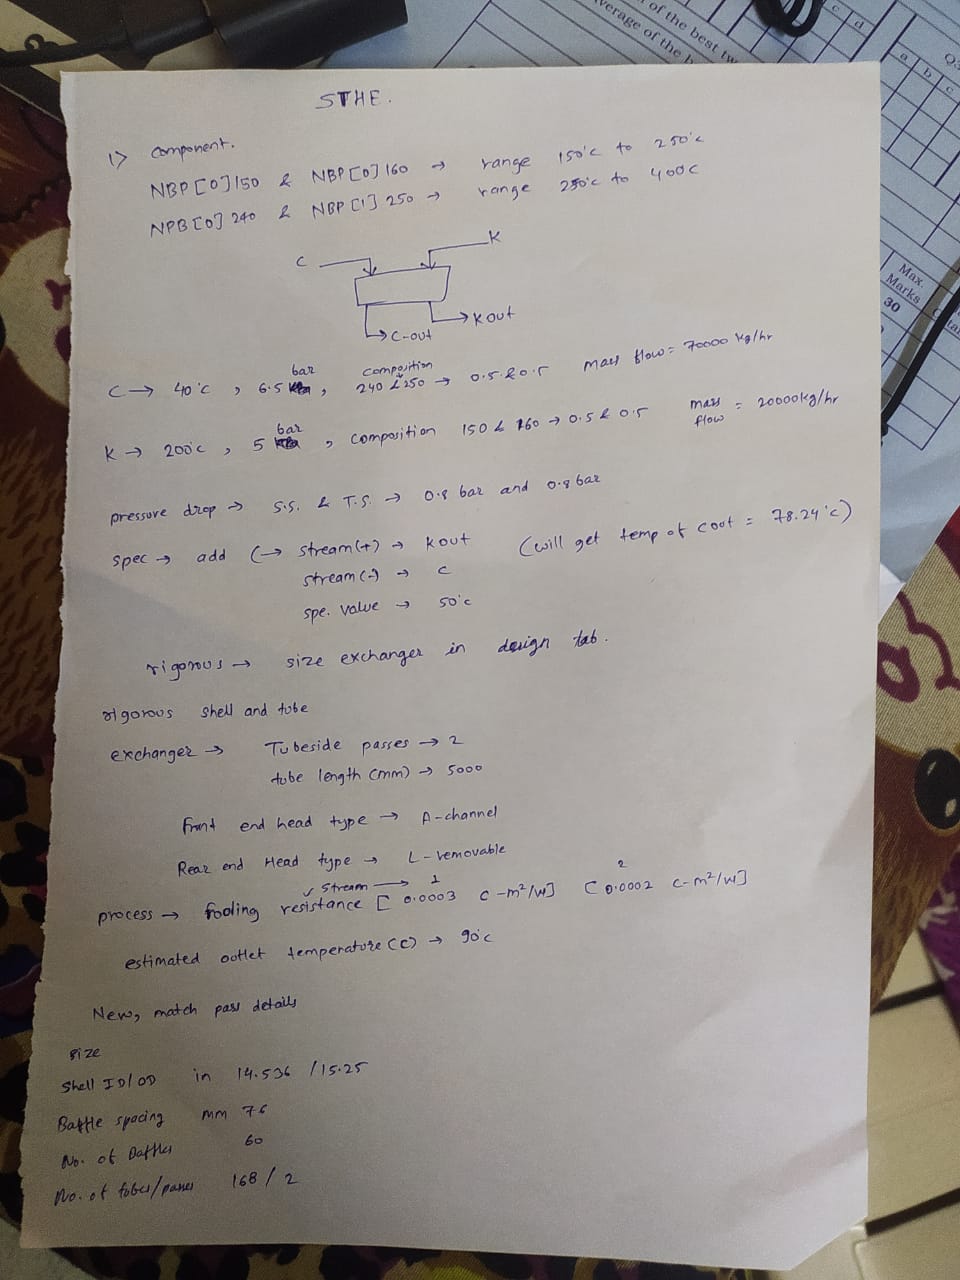 verage of the b
of the best tw
c d
a b c
Q3
Max.
Marks
30
STHE.
1> Component.
NBP[0]150 & NBP[0]160 → range 150°c to 250°c
NPB[0] 240 & NBP[1] 250 → range 250°c to 400c
C
K
K out
C-out
C → 40°c , 6.5 bar , composition 240 & 250 → 0.5 & 0.5 mass flow = 70000 kg/hr
K → 200°c , 5 bar , composition 150 & 160 → 0.5 & 0.5 mass flow = 20000kg/hr
pressure drop → S.S. & T.S. → 0.8 bar and 0.8 bar
spec → add (→ stream(+) → K out (will get temp of cout = 78.24°c)
stream(-) → C
spe. value → 50°c
rigorous → size exchanger in design tab.
rigorous shell and tube
exchanger → Tubeside passes → 2
tube length (mm) → 5000
Front end head type → A-channel
Rear end Head type → L-removable
Stream → 1 2
process → fooling resistance [ 0.0003 c-m²/w] [ 0.0002 c-m²/w]
estimated outlet temperature (c) → 90°c
New, match pass details
size
Shell ID/OD in 14.536 /15.25
Baffle spacing mm 76
No. of Baffles 60
No. of tubes/passes 168 / 2